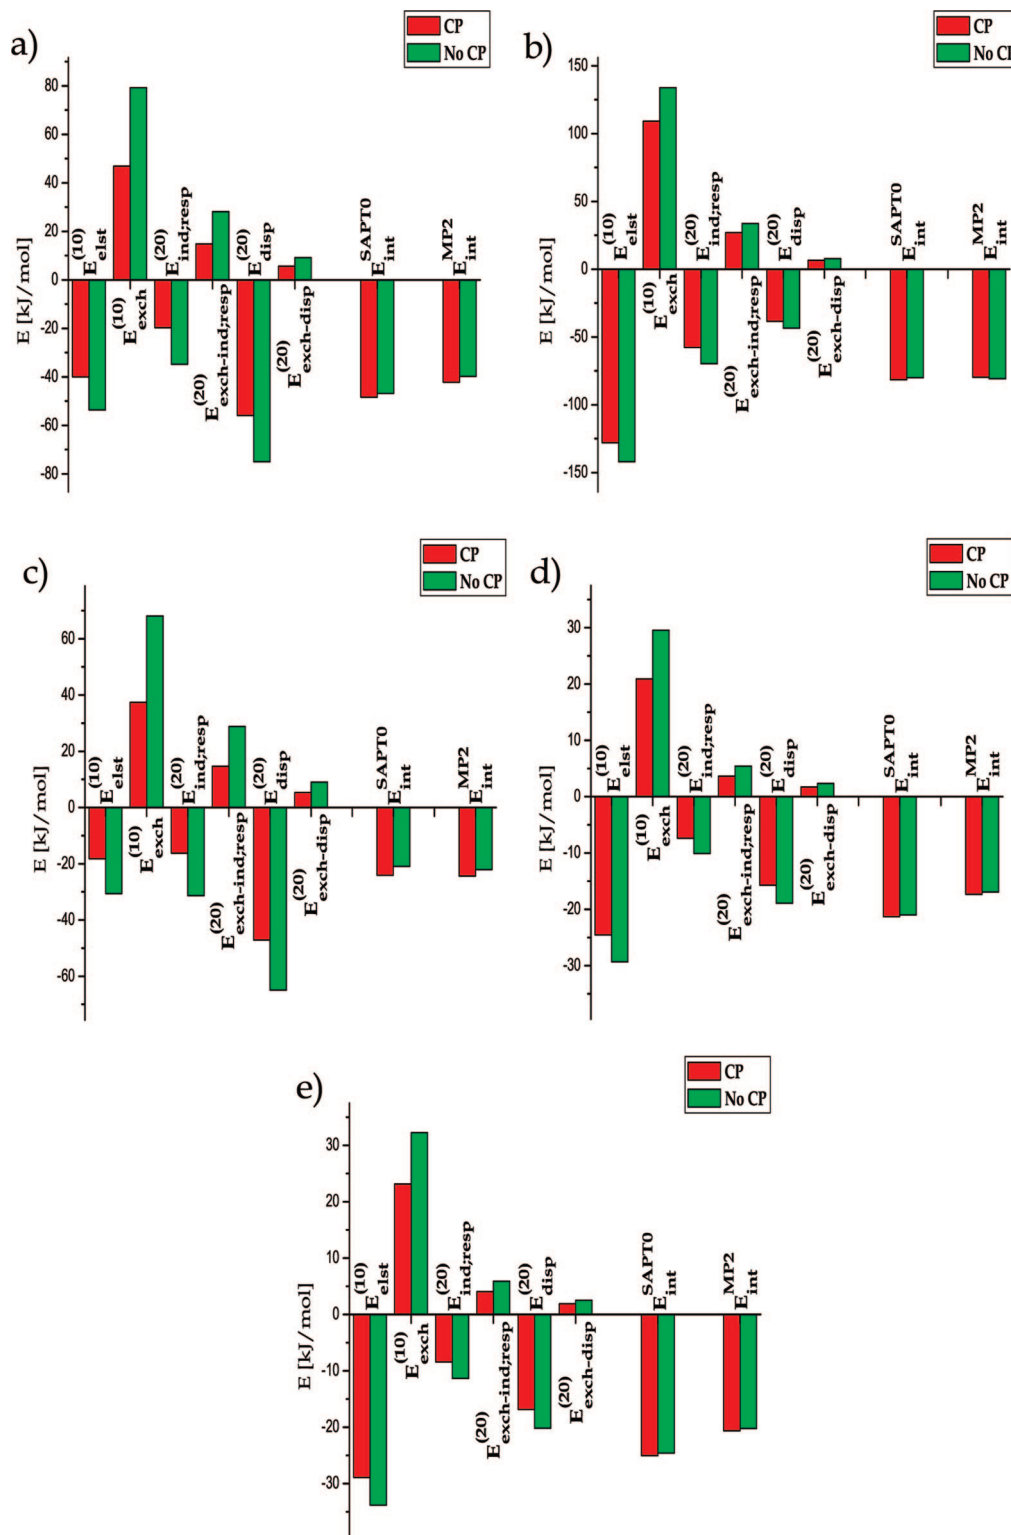 a)
CP
No CP
E [kJ/mol]
80
60
40
20
0
-20
-40
-60
-80
E(10)elst
E(10)exch
E(20)ind;resp
E(20)exch-ind;resp
E(20)disp
E(20)exch-disp
ESAPT0int
EMP2int
b)
CP
No CP
E [kJ/mol]
150
100
50
0
-50
-100
-150
E(10)elst
E(10)exch
E(20)ind;resp
E(20)exch-ind;resp
E(20)disp
E(20)exch-disp
ESAPT0int
EMP2int
c)
CP
No CP
E [kJ/mol]
60
40
20
0
-20
-40
-60
E(10)elst
E(10)exch
E(20)ind;resp
E(20)exch-ind;resp
E(20)disp
E(20)exch-disp
ESAPT0int
EMP2int
d)
CP
No CP
E [kJ/mol]
30
20
10
0
-10
-20
-30
E(10)elst
E(10)exch
E(20)ind;resp
E(20)exch-ind;resp
E(20)disp
E(20)exch-disp
ESAPT0int
EMP2int
e)
CP
No CP
E [kJ/mol]
30
20
10
0
-10
-20
-30
E(10)elst
E(10)exch
E(20)ind;resp
E(20)exch-ind;resp
E(20)disp
E(20)exch-disp
ESAPT0int
EMP2int